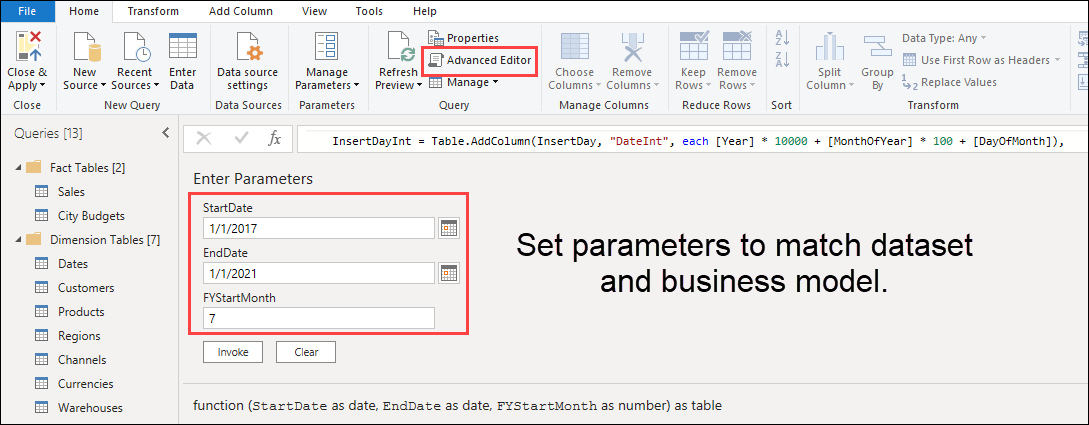 File Home Transform Add Column View Tools Help
Close & Apply
New Source
Recent Sources
Enter Data
Data source settings
Manage Parameters
Refresh Preview
Properties
Advanced Editor
Manage
Choose Columns
Remove Columns
Keep Rows
Remove Rows
A
Z
Z
A
Split Column
Group By
Data Type: Any
Use First Row as Headers
1
2 Replace Values
Close New Query Data Sources Parameters Query Manage Columns Reduce Rows Sort Transform
Queries [13]
fx
InsertDayInt = Table.AddColumn(InsertDay, "DateInt", each [Year] * 10000 + [MonthOfYear] * 100 + [DayOfMonth]),
Fact Tables [2]
Sales
City Budgets
Dimension Tables [7]
Dates
Customers
Products
Regions
Channels
Currencies
Warehouses
Enter Parameters
StartDate
1/1/2017
EndDate
1/1/2021
FYStartMonth
7
Invoke Clear
Set parameters to match dataset
and business model.
function (StartDate as date, EndDate as date, FYStartMonth as number) as table